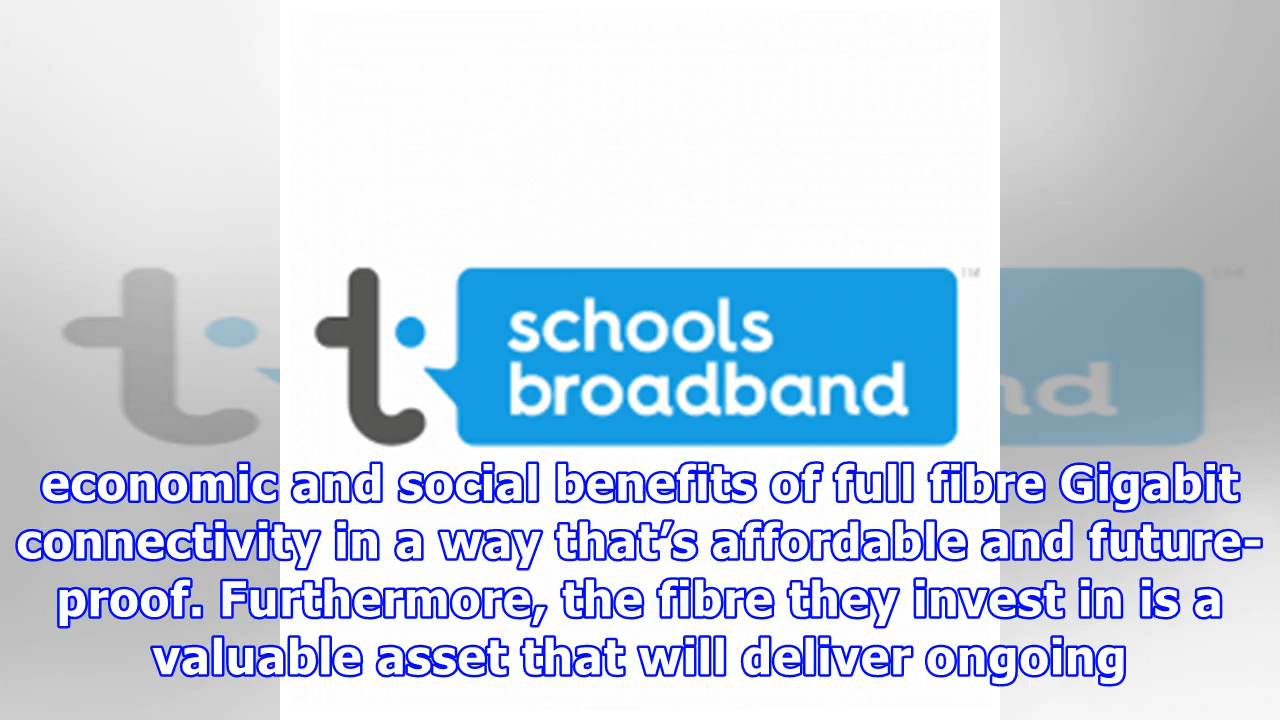 schools
broadband
economic and social benefits of full fibre Gigabit
connectivity in a way that’s affordable and future-
proof. Furthermore, the fibre they invest in is a
valuable asset that will deliver ongoing